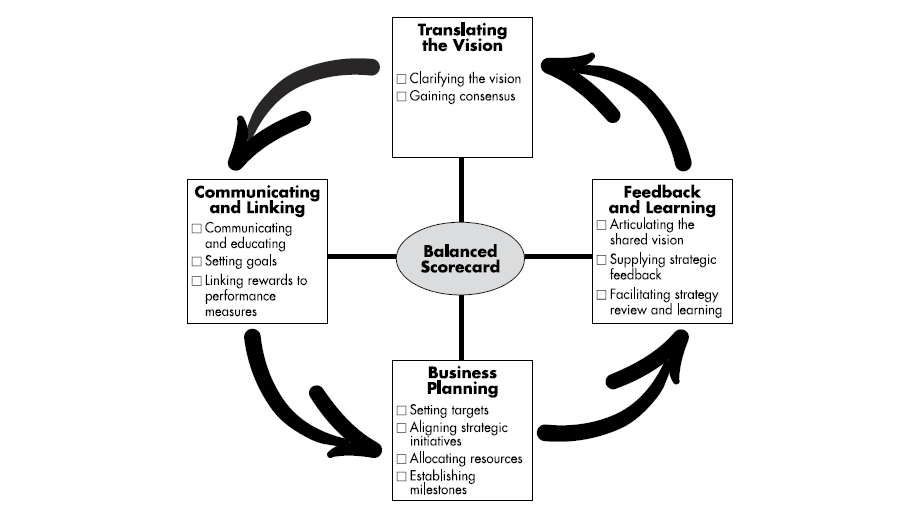 Translating
the Vision
☐ Clarifying the vision
☐ Gaining consensus
Communicating
and Linking
☐ Communicating
and educating
☐ Setting goals
☐ Linking rewards to
performance
measures
Balanced
Scorecard
Feedback
and Learning
☐ Articulating the
shared vision
☐ Supplying strategic
feedback
☐ Facilitating strategy
review and learning
Business
Planning
☐ Setting targets
☐ Aligning strategic
initiatives
☐ Allocating resources
☐ Establishing
milestones